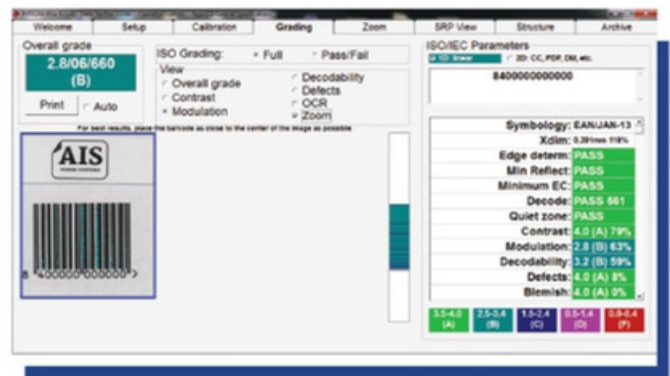 Welcome Setup Calibration Grading Zoom SRP View Structure Archive
Overall grade
2.8/06/660
(B)
Print Auto
ISO Grading: Full Pass/Fail
View
Overall grade
Contrast
Modulation
Decodability
Defects
OCR
Zoom
For best results, place the barcode as close to the center of the image as possible
AIS
8 400000 000000 >
ISO/IEC Parameters
1D: linear 2D: CC, PDF, DM, etc.
8400000000000
Symbology: EAN/JAN-13
Xdim: 0.391mm 118%
Edge determ: PASS
Min Reflect: PASS
Minimum EC: PASS
Decode: PASS 661
Quiet zone: PASS
Contrast: 4.0 (A) 79%
Modulation: 2.8 (B) 63%
Decodability: 3.2 (B) 59%
Defects: 4.0 (A) 8%
Blemish: 4.0 (A) 0%
3.5-4.0 2.5-3.4 1.5-2.4 0.5-1.4 0.0-0.4
(A) (B) (C) (D) (F)